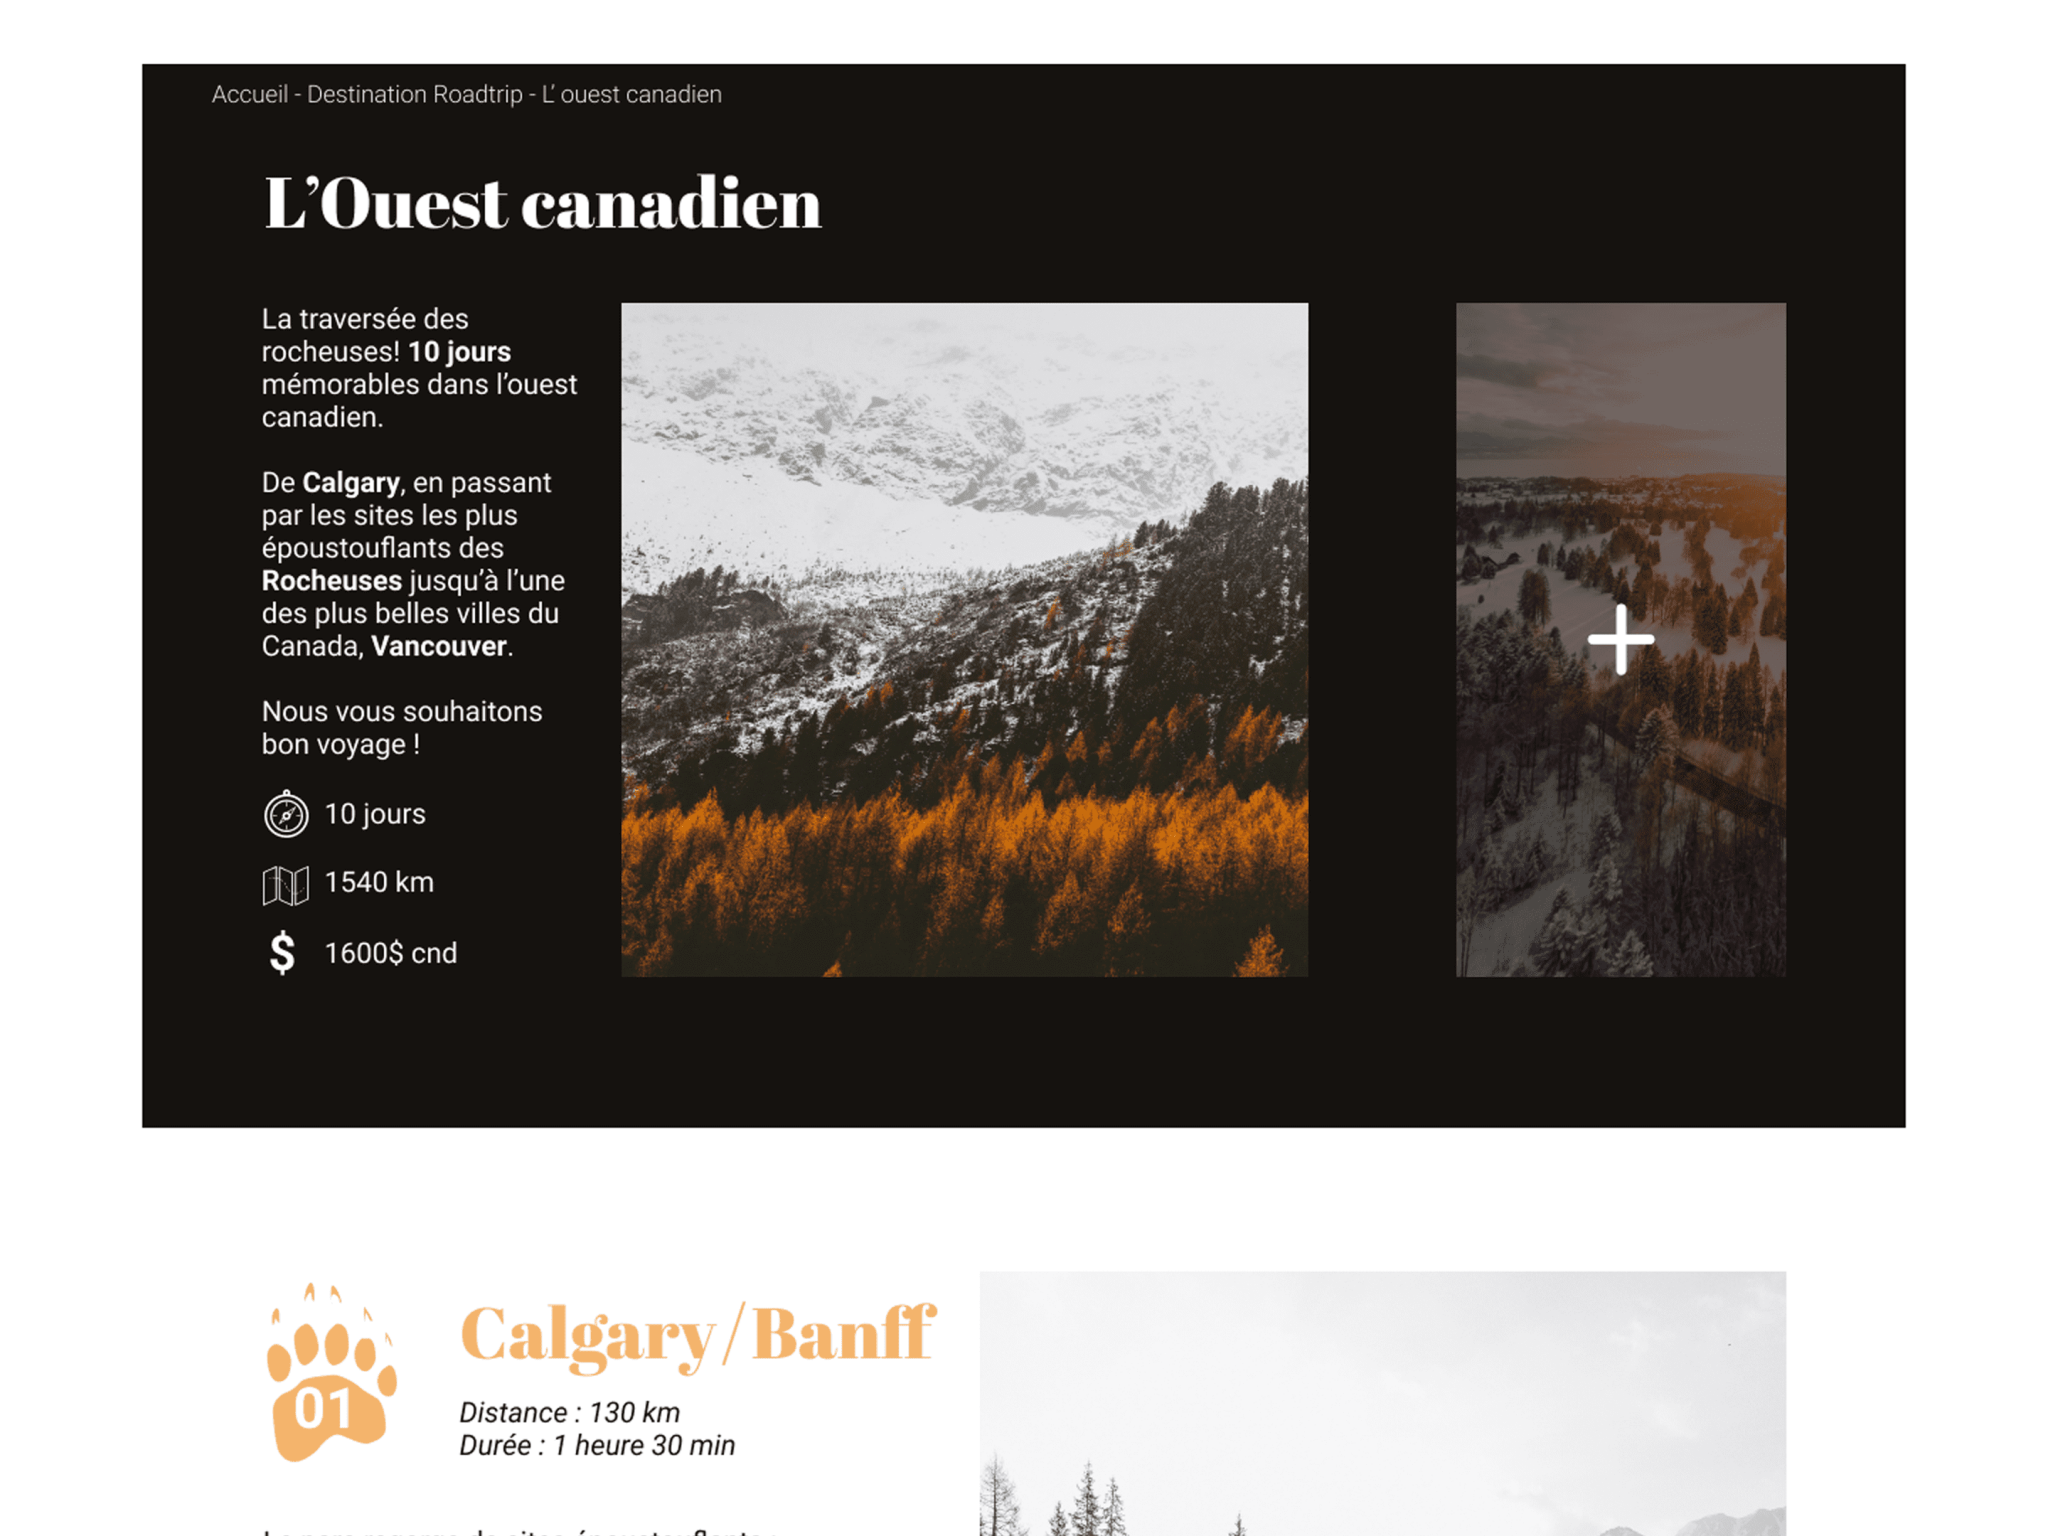 Accueil - Destination Roadtrip - L’ ouest canadien
L’Ouest canadien
La traversée des
rocheuses! 10 jours
mémorables dans l’ouest
canadien.
De Calgary, en passant
par les sites les plus
époustouflants des
Rocheuses jusqu’à l’une
des plus belles villes du
Canada, Vancouver.
Nous vous souhaitons
bon voyage !
10 jours
1540 km
$ 1600$ cnd
01
Calgary/Banff
Distance : 130 km
Durée : 1 heure 30 min